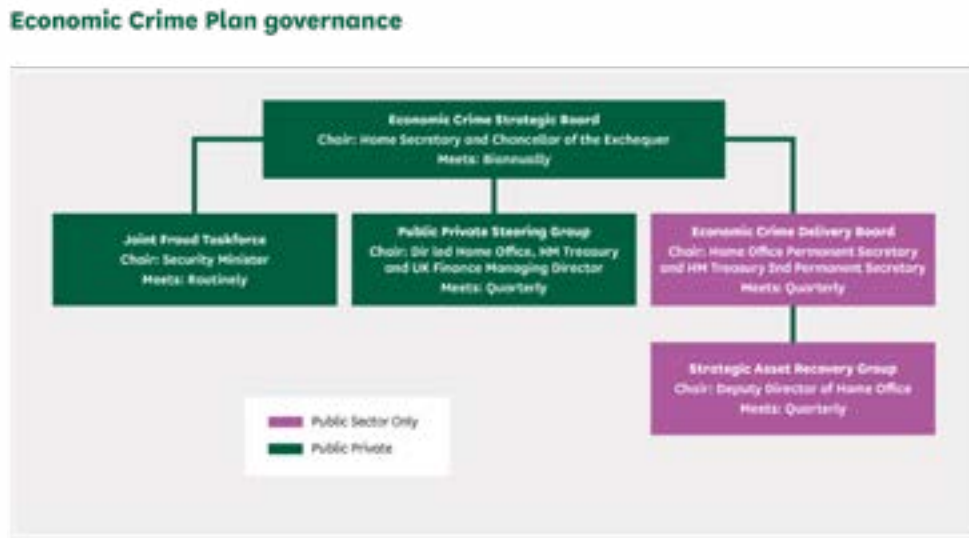 Economic Crime Plan governance
Economic Crime Strategic Board
Chair: Home Secretary and Chancellor of the Exchequer
Meets: Biannually
Joint Fraud Taskforce
Chair: Security Minister
Meets: Routinely
Public Private Steering Group
Chair: Dir led Home Office, HM Treasury
and UK Finance Managing Director
Meets: Quarterly
Economic Crime Delivery Board
Chair: Home Office Permanent Secretary
and HM Treasury 2nd Permanent Secretary
Meets: Quarterly
Strategic Asset Recovery Group
Chair: Deputy Director of Home Office
Meets: Quarterly
Public Sector Only
Public Private